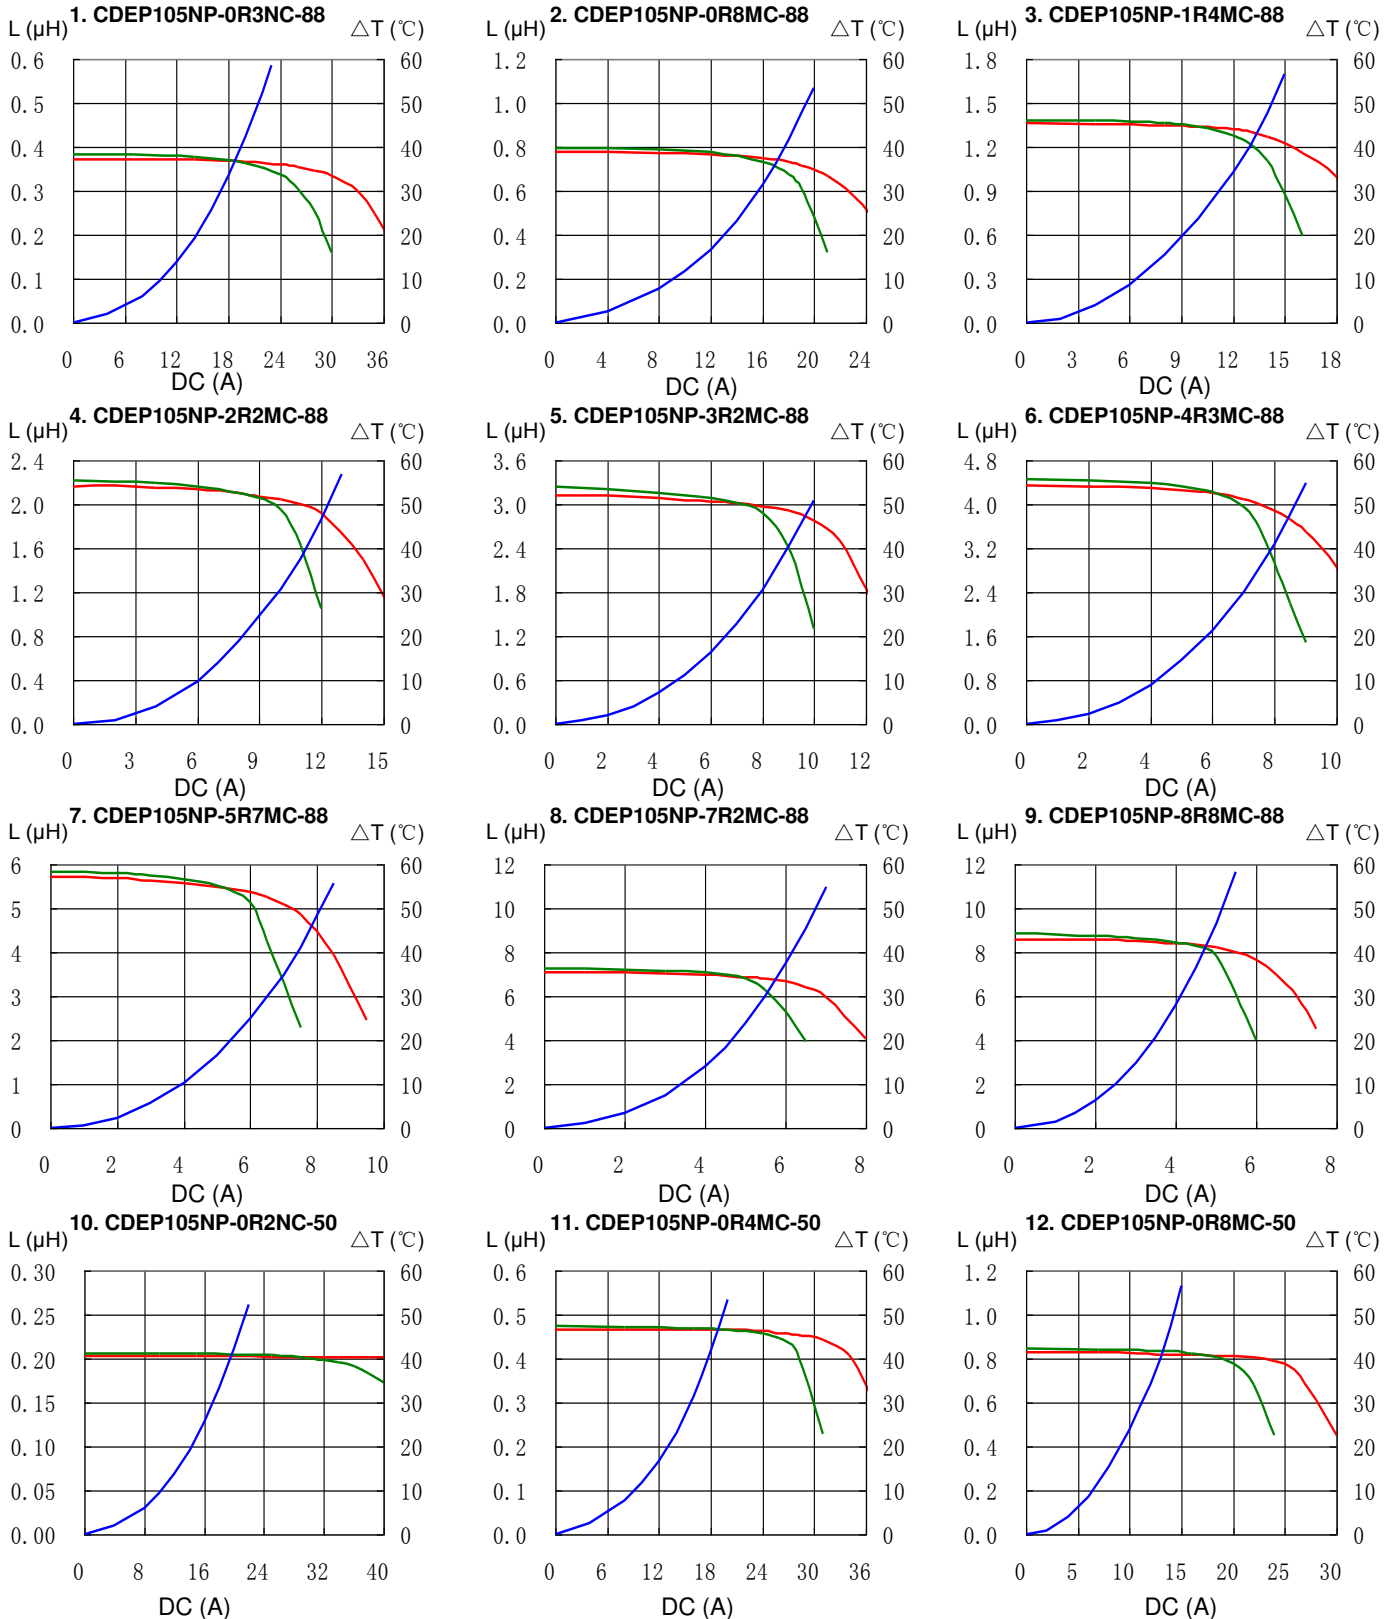 1. CDEP105NP-0R3NC-88
L (µH) △T (℃)
0.6 60
0.5 50
0.4 40
0.3 30
0.2 20
0.1 10
0.0 0
0 6 12 18 24 30 36
DC (A)
2. CDEP105NP-0R8MC-88
L (µH) △T (℃)
1.2 60
1.0 50
0.8 40
0.6 30
0.4 20
0.2 10
0.0 0
0 4 8 12 16 20 24
DC (A)
3. CDEP105NP-1R4MC-88
L (µH) △T (℃)
1.8 60
1.5 50
1.2 40
0.9 30
0.6 20
0.3 10
0.0 0
0 3 6 9 12 15 18
DC (A)
4. CDEP105NP-2R2MC-88
L (µH) △T (℃)
2.4 60
2.0 50
1.6 40
1.2 30
0.8 20
0.4 10
0.0 0
0 3 6 9 12 15
DC (A)
5. CDEP105NP-3R2MC-88
L (µH) △T (℃)
3.6 60
3.0 50
2.4 40
1.8 30
1.2 20
0.6 10
0.0 0
0 2 4 6 8 10 12
DC (A)
6. CDEP105NP-4R3MC-88
L (µH) △T (℃)
4.8 60
4.0 50
3.2 40
2.4 30
1.6 20
0.8 10
0.0 0
0 2 4 6 8 10
DC (A)
7. CDEP105NP-5R7MC-88
L (µH) △T (℃)
6 60
5 50
4 40
3 30
2 20
1 10
0 0
0 2 4 6 8 10
DC (A)
8. CDEP105NP-7R2MC-88
L (µH) △T (℃)
12 60
10 50
8 40
6 30
4 20
2 10
0 0
0 2 4 6 8
DC (A)
9. CDEP105NP-8R8MC-88
L (µH) △T (℃)
12 60
10 50
8 40
6 30
4 20
2 10
0 0
0 2 4 6 8
DC (A)
10. CDEP105NP-0R2NC-50
L (µH) △T (℃)
0.30 60
0.25 50
0.20 40
0.15 30
0.10 20
0.05 10
0.00 0
0 8 16 24 32 40
DC (A)
11. CDEP105NP-0R4MC-50
L (µH) △T (℃)
0.6 60
0.5 50
0.4 40
0.3 30
0.2 20
0.1 10
0.0 0
0 6 12 18 24 30 36
DC (A)
12. CDEP105NP-0R8MC-50
L (µH) △T (℃)
1.2 60
1.0 50
0.8 40
0.6 30
0.4 20
0.2 10
0.0 0
0 5 10 15 20 25 30
DC (A)